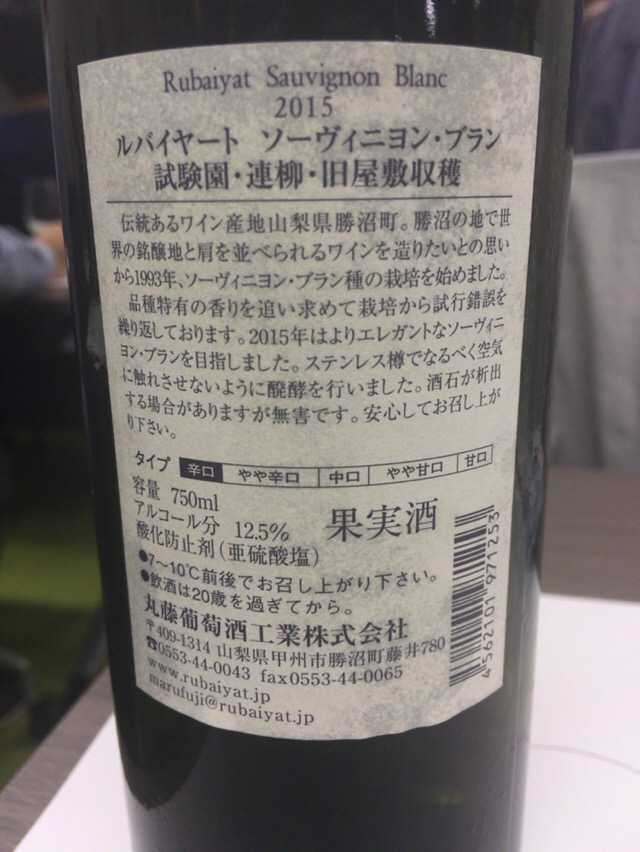 Rubaiyat Sauvignon Blanc
2015
ルバイヤート ソーヴィニヨン・ブラン
試験園・連柳・旧屋敷収穫
伝統あるワイン産地山梨県勝沼町。勝沼の地で世
界の銘醸地と肩を並べられるワインを造りたいとの思い
から1993年、ソーヴィニヨン・ブラン種の栽培を始めました。
品種特有の香りを追い求めて栽培から試行錯誤を
繰り返しております。2015年はよりエレガントなソーヴィニ
ヨン・ブランを目指しました。ステンレス樽でなるべく空気
に触れさせないように醗酵を行いました。酒石が析出
する場合がありますが無害です。安心してお召し上が
り下さい。
タイプ 辛口 やや辛口 中口 やや甘口 甘口
容量 750ml
アルコール分 12.5% 果実酒
酸化防止剤(亜硫酸塩)
●7~10℃前後でお召し上がり下さい。
●飲酒は20歳を過ぎてから。
丸藤葡萄酒工業株式会社
〒409-1314 山梨県甲州市勝沼町藤井780
☎0553-44-0043 fax0553-44-0065
www.rubaiyat.jp
marufuji@rubaiyat.jp
4562101971253